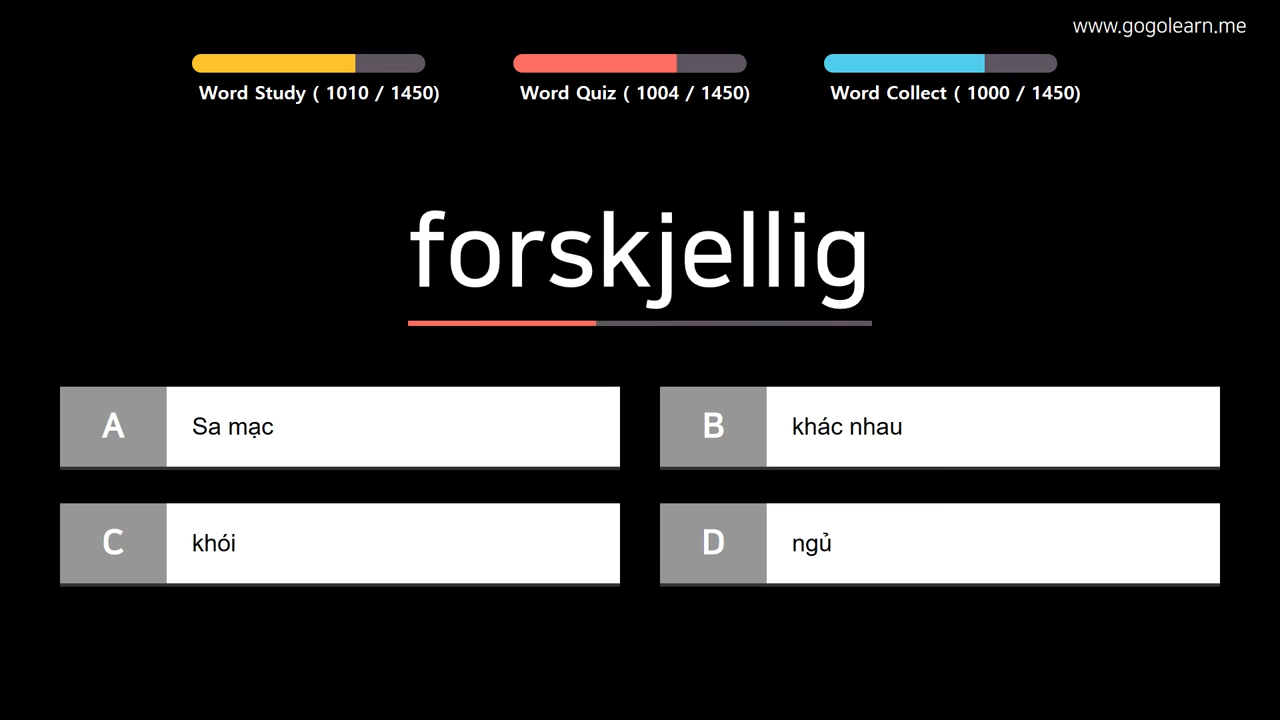 www.gogolearn.me
Word Study ( 1010 / 1450)
Word Quiz ( 1004 / 1450)
Word Collect ( 1000 / 1450)
forskjellig
A Sa mạc
B khác nhau
C khói
D ngủ